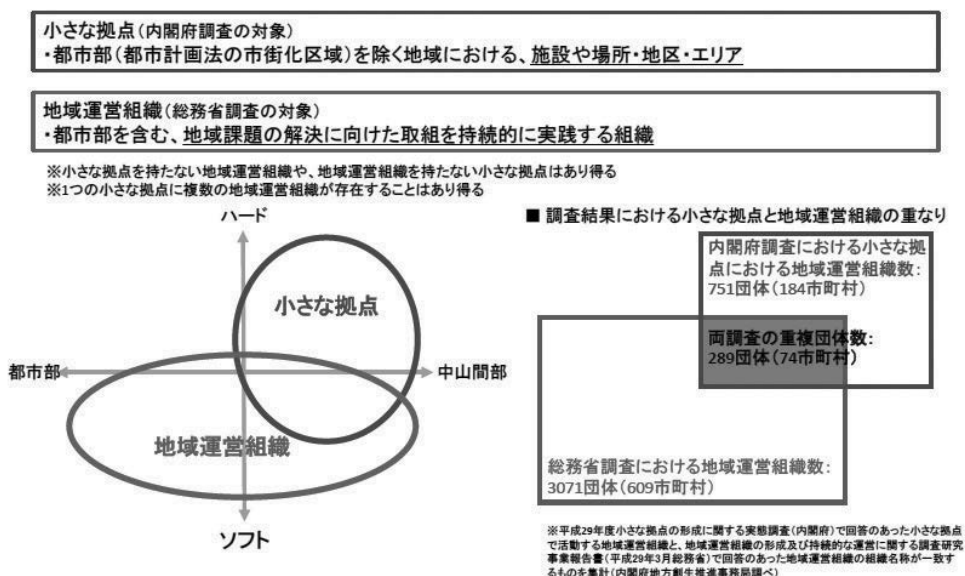 小さな拠点(内閣府調査の対象)
・都市部(都市計画法の市街化区域)を除く地域における、施設や場所・地区・エリア
地域運営組織(総務省調査の対象)
・都市部を含む、地域課題の解決に向けた取組を持続的に実践する組織
※小さな拠点を持たない地域運営組織や、地域運営組織を持たない小さな拠点はあり得る
※1つの小さな拠点に複数の地域運営組織が存在することはあり得る
ハード
小さな拠点
都市部
中山間部
地域運営組織
ソフト
■ 調査結果における小さな拠点と地域運営組織の重なり
内閣府調査における小さな拠
点における地域運営組織数:
751団体(184市町村)
両調査の重複団体数:
289団体(74市町村)
総務省調査における地域運営組織数:
3071団体(609市町村)
※平成29年度小さな拠点の形成に関する実態調査(内閣府)で回答のあった小さな拠点
で活動する地域運営組織と、地域運営組織の形成及び持続的な運営に関する調査研究
事業報告書(平成29年3月総務省)で回答のあった地域運営組織の組織名称が一致す
るものを集計(内閣府地方創生推進事務局調べ)